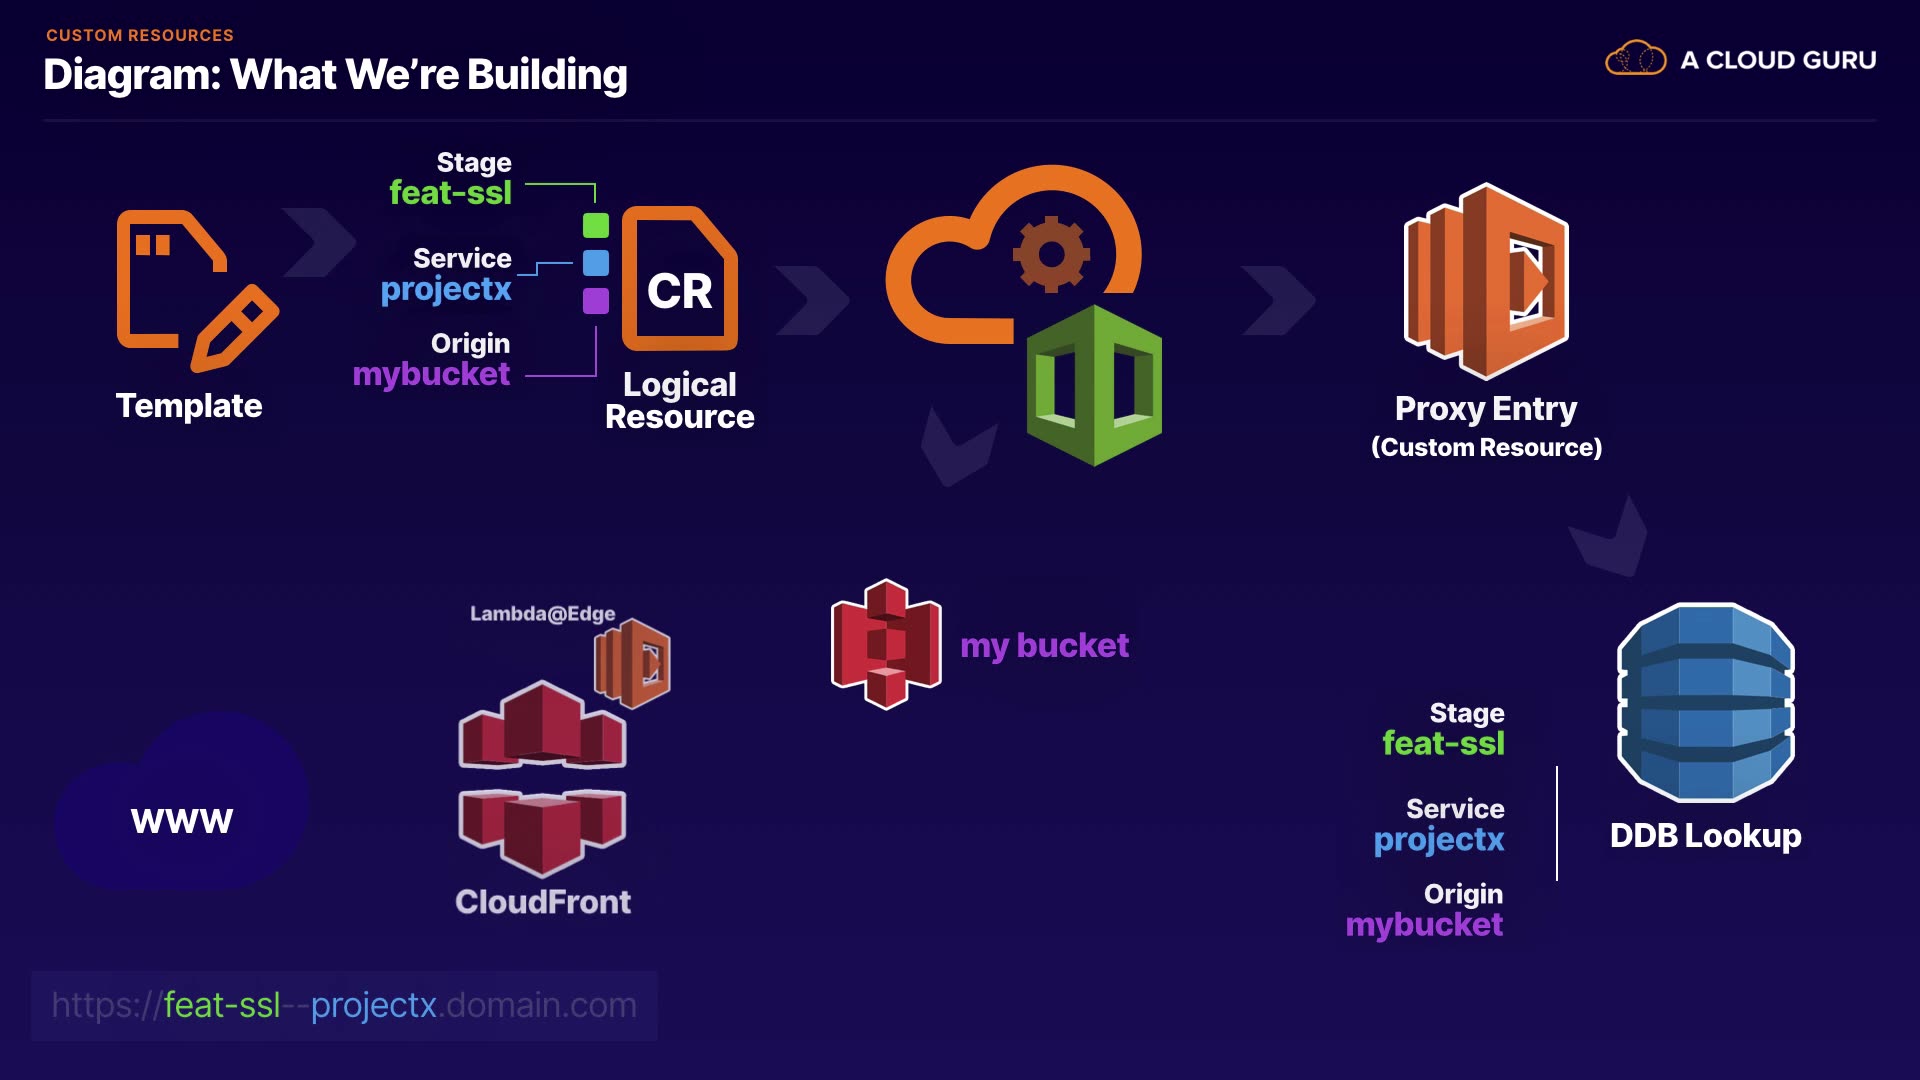 CUSTOM RESOURCES
Diagram: What We're Building
A CLOUD GURU
Template
Stage
feat-ssl
Service
projectx
Origin
mybucket
CR
Logical
Resource
Proxy Entry
(Custom Resource)
Lambda@Edge
CloudFront
my bucket
www
Stage
feat-ssl
Service
projectx
Origin
mybucket
DDB Lookup
https://feat-ssl--projectx.domain.com